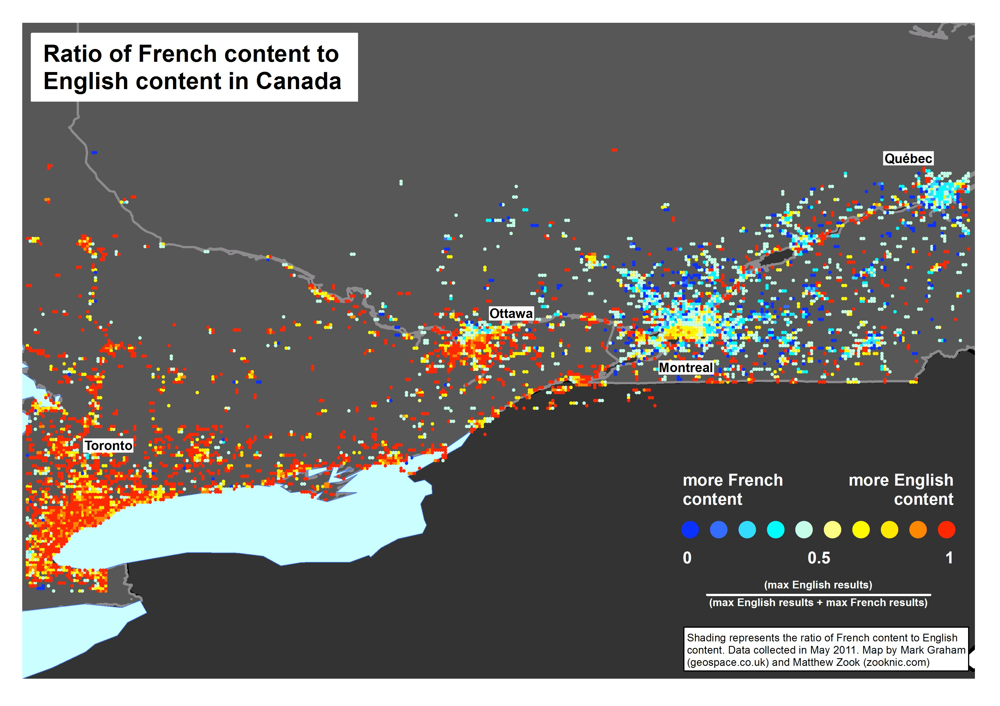 Ratio of French content to
English content in Canada
Québec
Ottawa
Montreal
Toronto
more French
content
more English
content
0
0.5
1
(max English results)
(max English results + max French results)
Shading represents the ratio of French content to English
content. Data collected in May 2011. Map by Mark Graham
(geospace.co.uk) and Matthew Zook (zooknic.com)